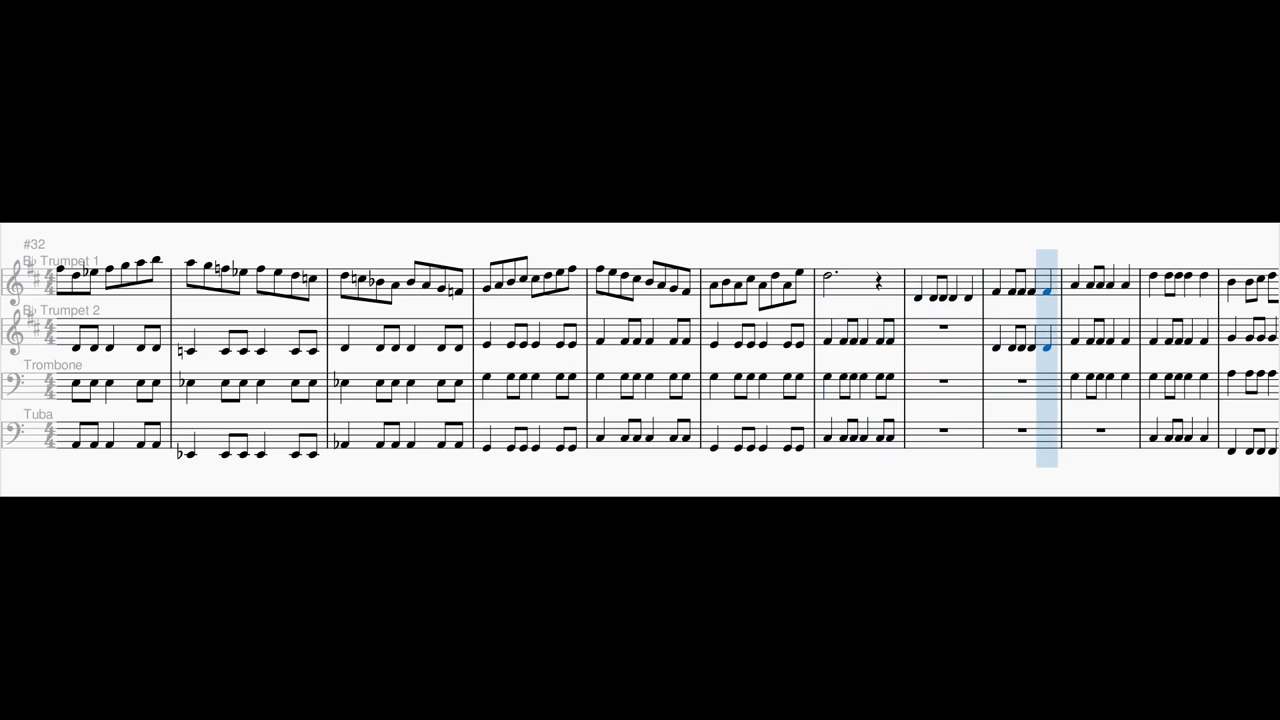 #32
B♭ Trumpet 1
B♭ Trumpet 2
Trombone
Tuba